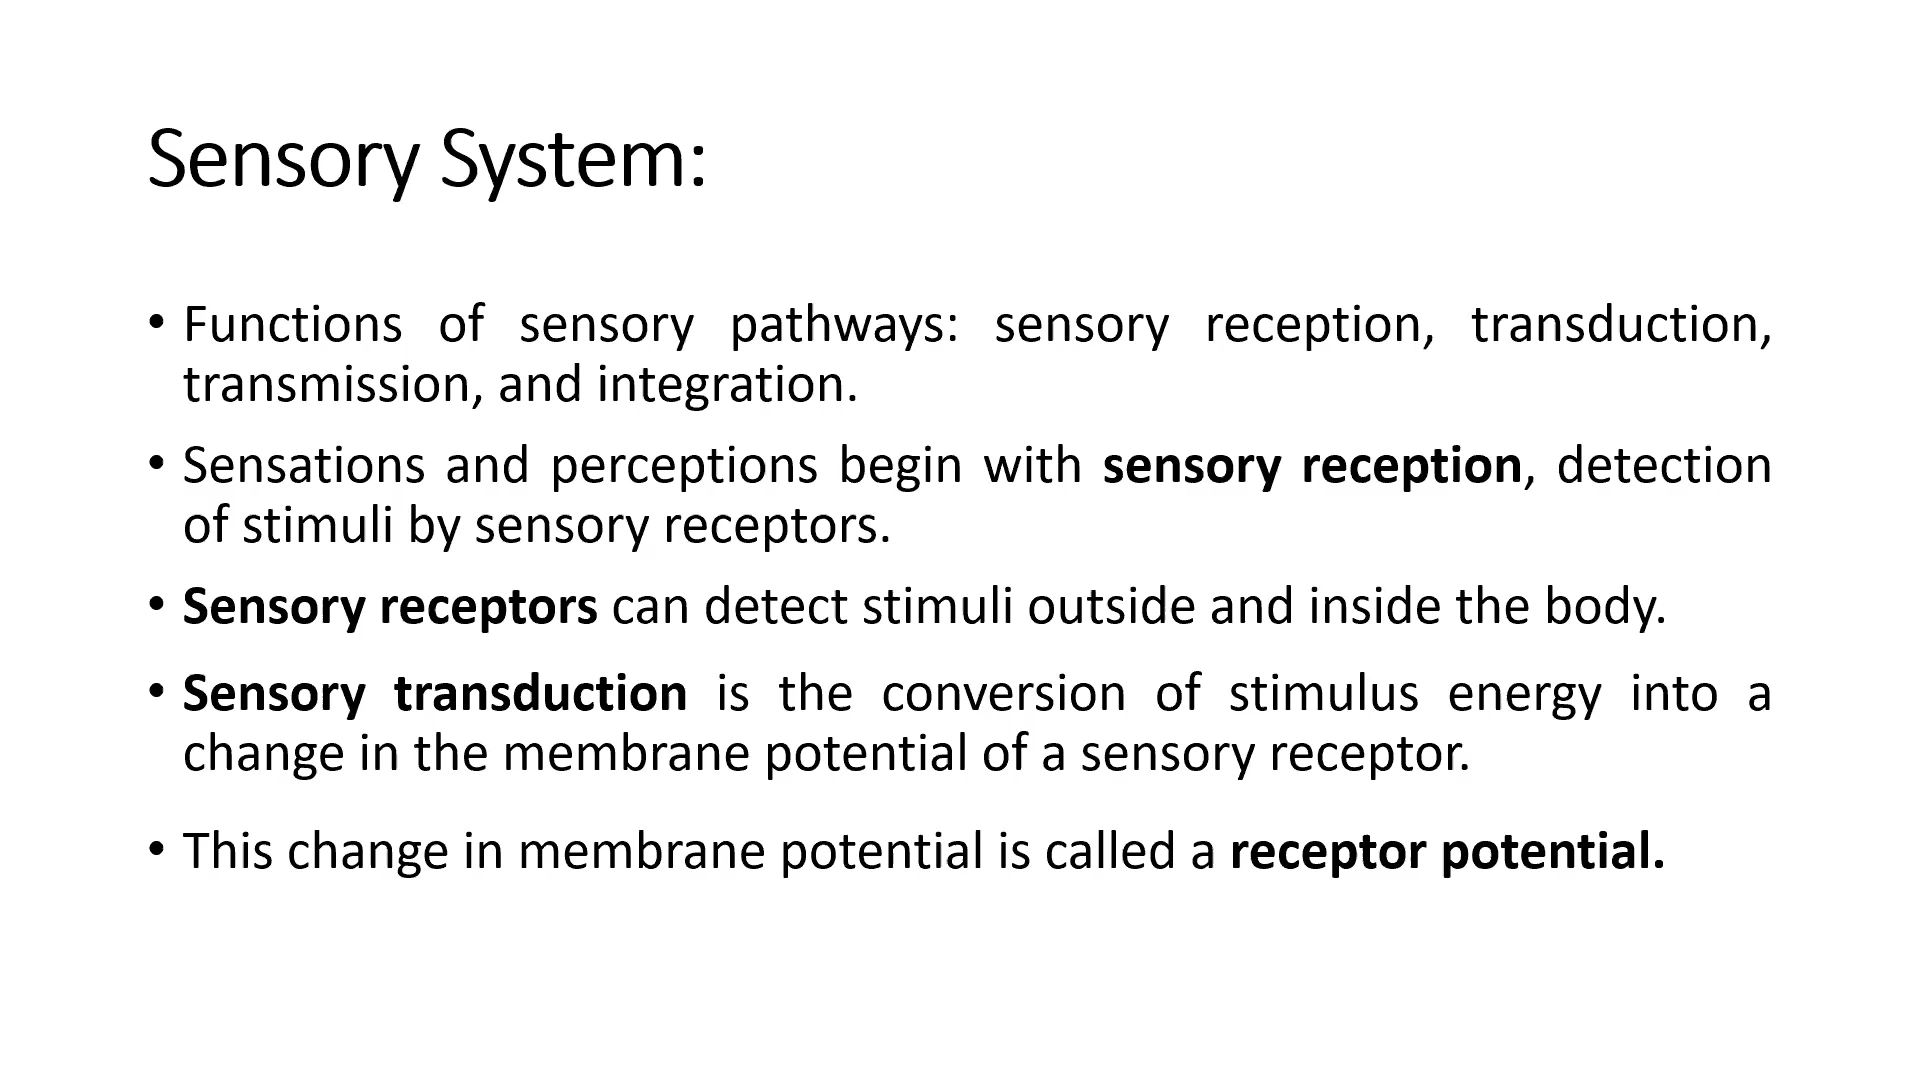 Sensory System:
• Functions of sensory pathways: sensory reception, transduction,
transmission, and integration.
• Sensations and perceptions begin with sensory reception, detection
of stimuli by sensory receptors.
• Sensory receptors can detect stimuli outside and inside the body.
• Sensory transduction is the conversion of stimulus energy into a
change in the membrane potential of a sensory receptor.
• This change in membrane potential is called a receptor potential.